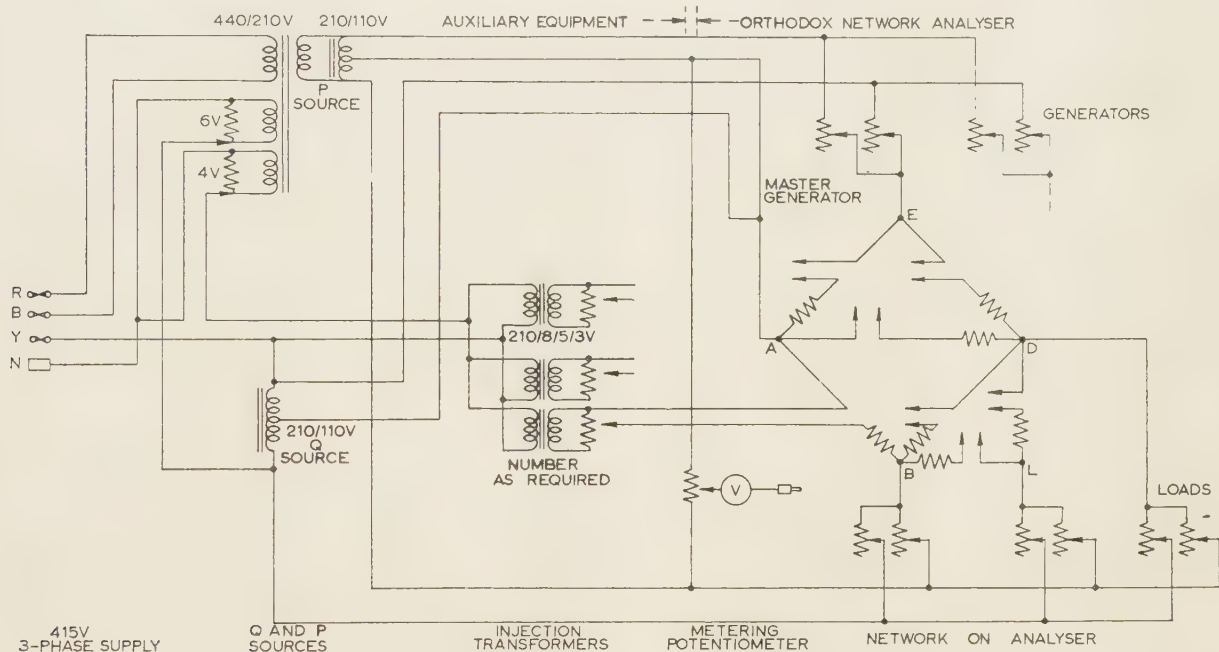 440/210V 210/110V AUXILIARY EQUIPMENT ORTHODOX NETWORK ANALYSER
P
SOURCE
6V
4V
GENERATORS
MASTER
GENERATOR
E
R
B
Y
N
210/8/5/3V
A
D
210/110V
Q
SOURCE
NUMBER
AS REQUIRED
V
B
L
LOADS
415V
3-PHASE SUPPLY
Q AND P
SOURCES
INJECTION
TRANSFORMERS
METERING
POTENTIOMETER
NETWORK ON ANALYSER